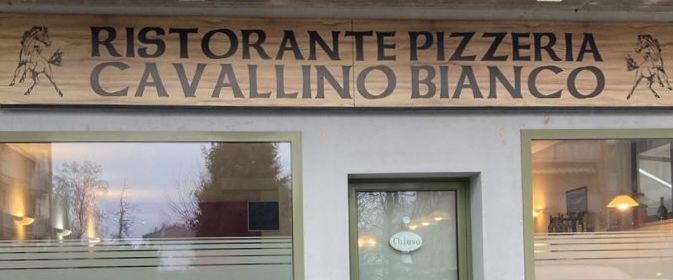 RISTORANTE PIZZERIA
CAVALLINO BIANCO
Chiuso